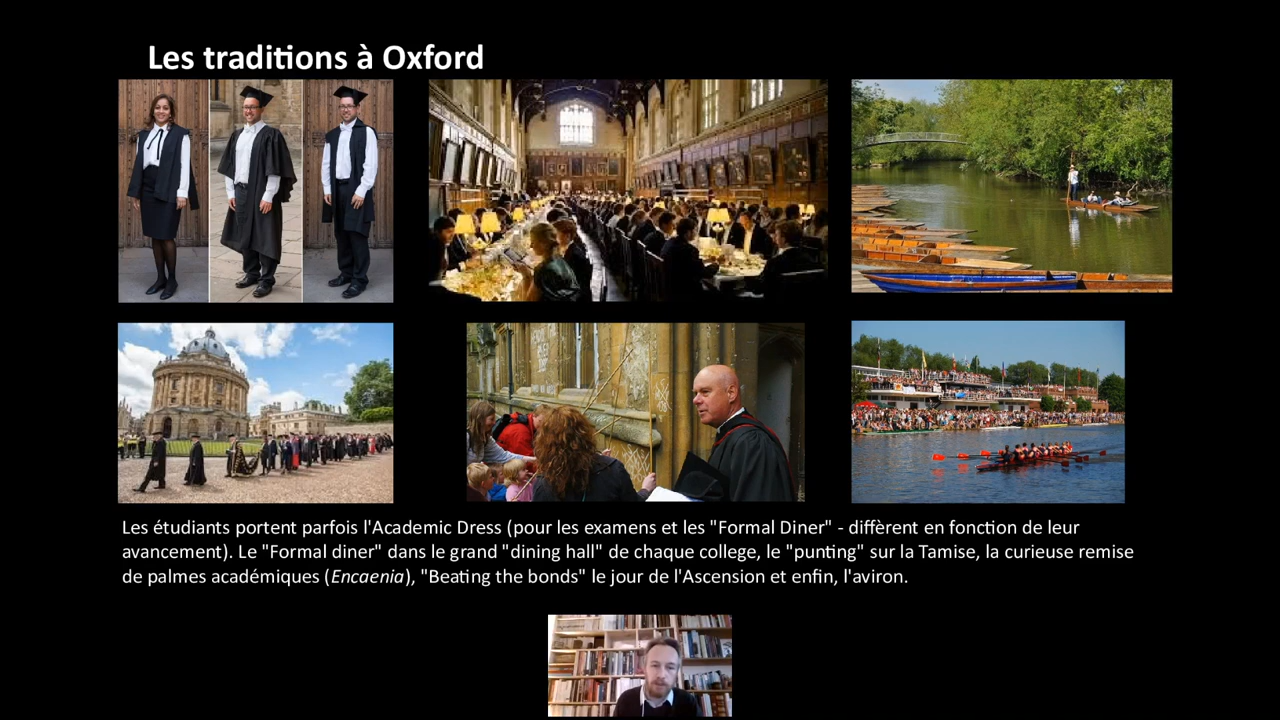 Les traditions à Oxford
Les étudiants portent parfois l'Academic Dress (pour les examens et les "Formal Diner" - diffèrent en fonction de leur
avancement). Le "Formal diner" dans le grand "dining hall" de chaque college, le "punting" sur la Tamise, la curieuse remise
de palmes académiques (Encaenia), "Beating the bonds" le jour de l'Ascension et enfin, l'aviron.